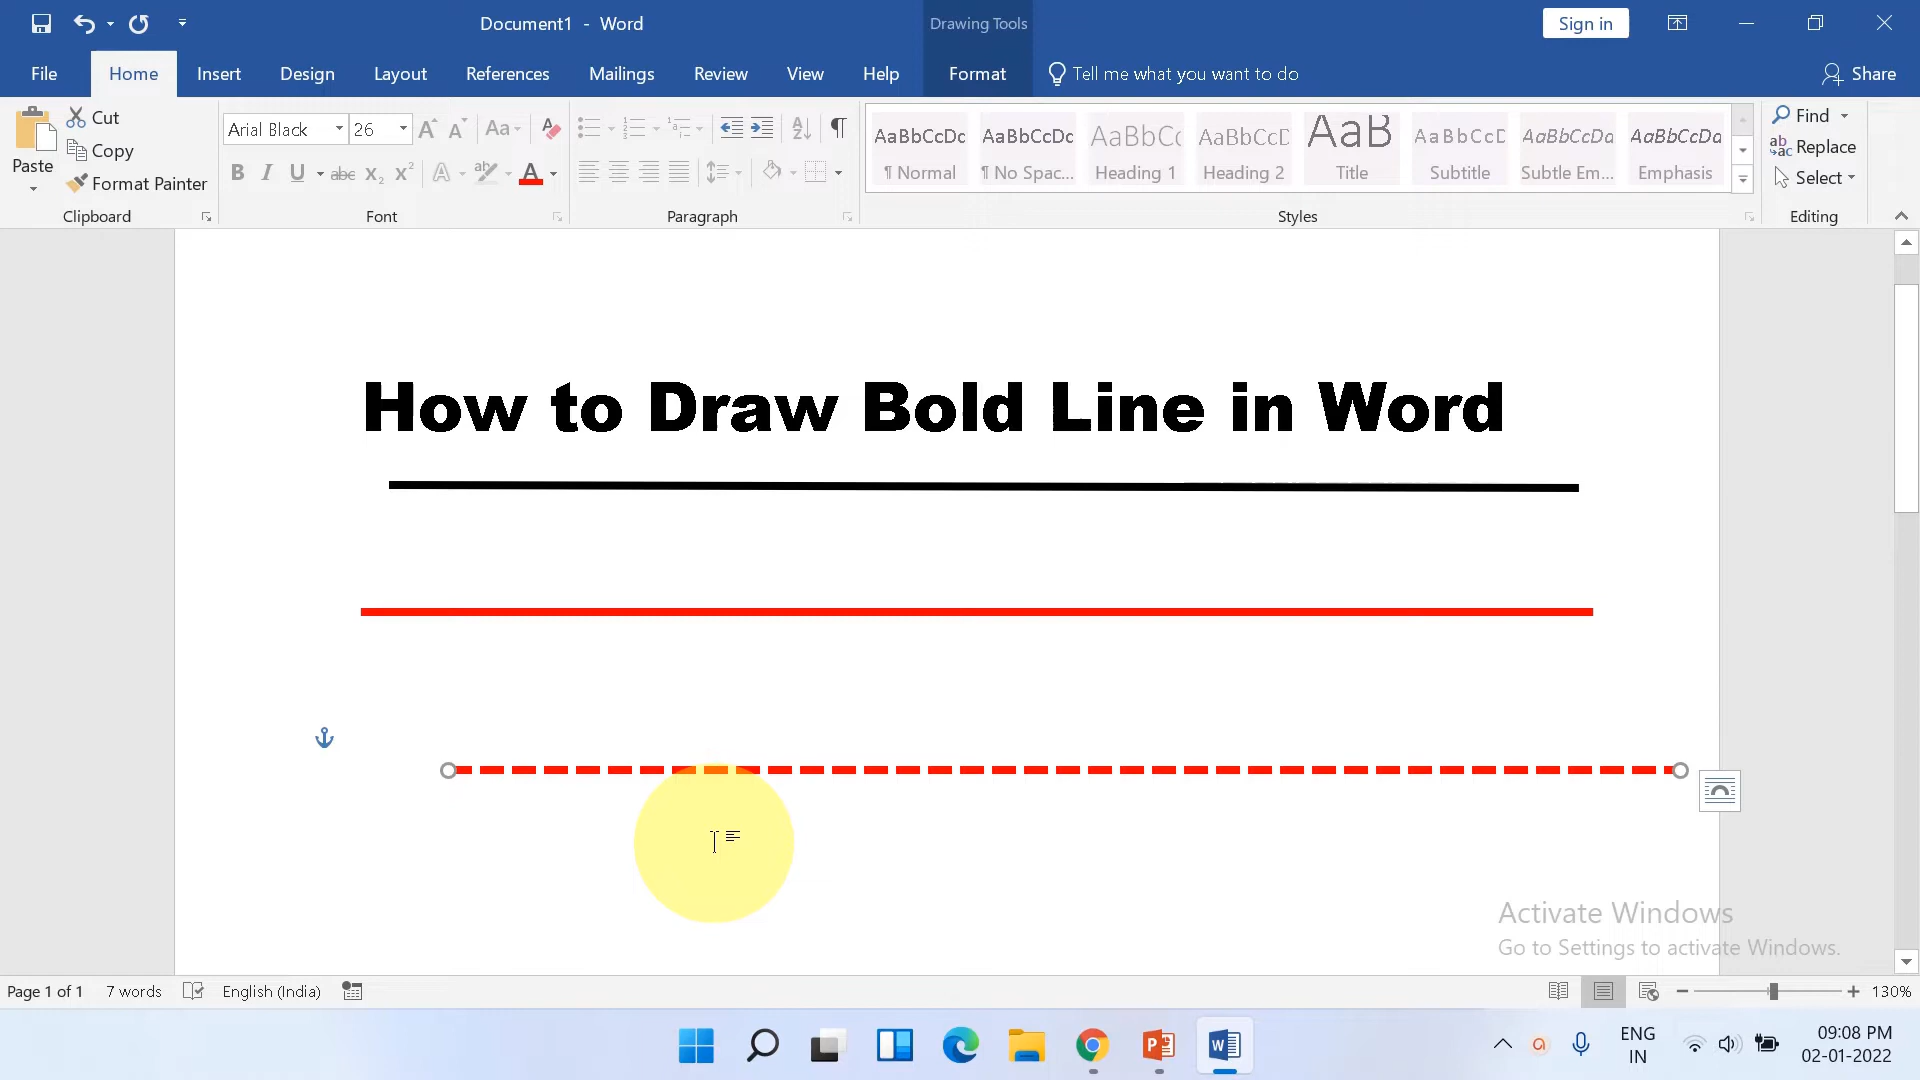 Document1 - Word
Drawing Tools
Sign in
File
Home
Insert
Design
Layout
References
Mailings
Review
View
Help
Format
Tell me what you want to do
Share
Paste
Cut
Copy
Format Painter
Clipboard
Arial Black
26
Font
Paragraph
AaBbCcDc
¶ Normal
AaBbCcDc
¶ No Spac...
AaBbCc
Heading 1
AaBbCcD
Heading 2
AaB
Title
AaBbCcD
Subtitle
AaBbCcDa
Subtle Em...
AaBbCcDa
Emphasis
Styles
Find
Replace
Select
Editing
How to Draw Bold Line in Word
Activate Windows
Go to Settings to activate Windows.
Page 1 of 1
7 words
English (India)
130%
ENG
IN
09:08 PM
02-01-2022